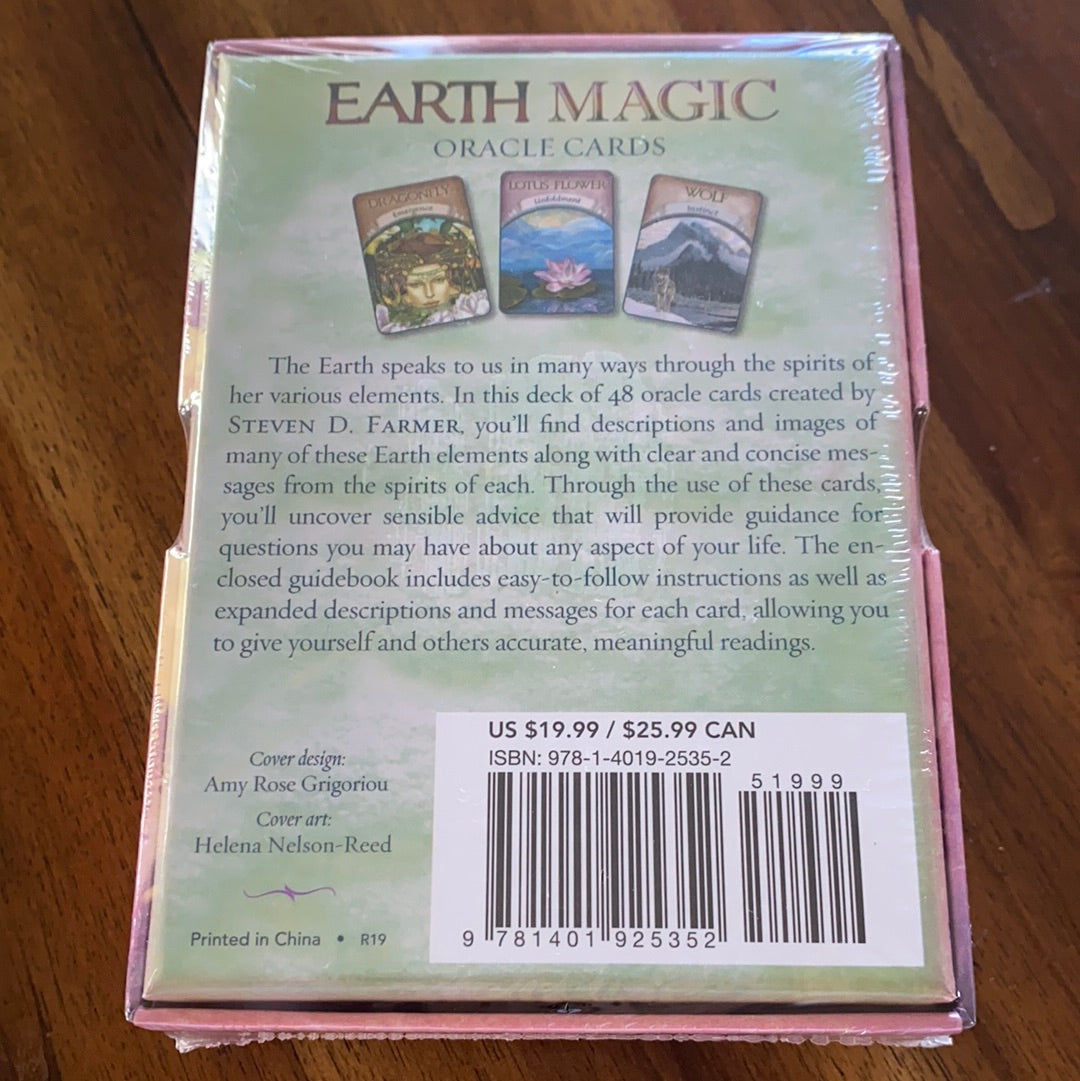 EARTH MAGIC
ORACLE CARDS
DRAGONFLY
Emergence
LOTUS FLOWER
Unfoldment
WOLF
Instinct
The Earth speaks to us in many ways through the spirits of
her various elements. In this deck of 48 oracle cards created by
STEVEN D. FARMER, you'll find descriptions and images of
many of these Earth elements along with clear and concise mes-
sages from the spirits of each. Through the use of these cards,
you'll uncover sensible advice that will provide guidance for
questions you may have about any aspect of your life. The en-
closed guidebook includes easy-to-follow instructions as well as
expanded descriptions and messages for each card, allowing you
to give yourself and others accurate, meaningful readings.
Cover design:
Amy Rose Grigoriou
Cover art:
Helena Nelson-Reed
Printed in China • R19
US $19.99 / $25.99 CAN
ISBN: 978-1-4019-2535-2
51999
9 781401 925352